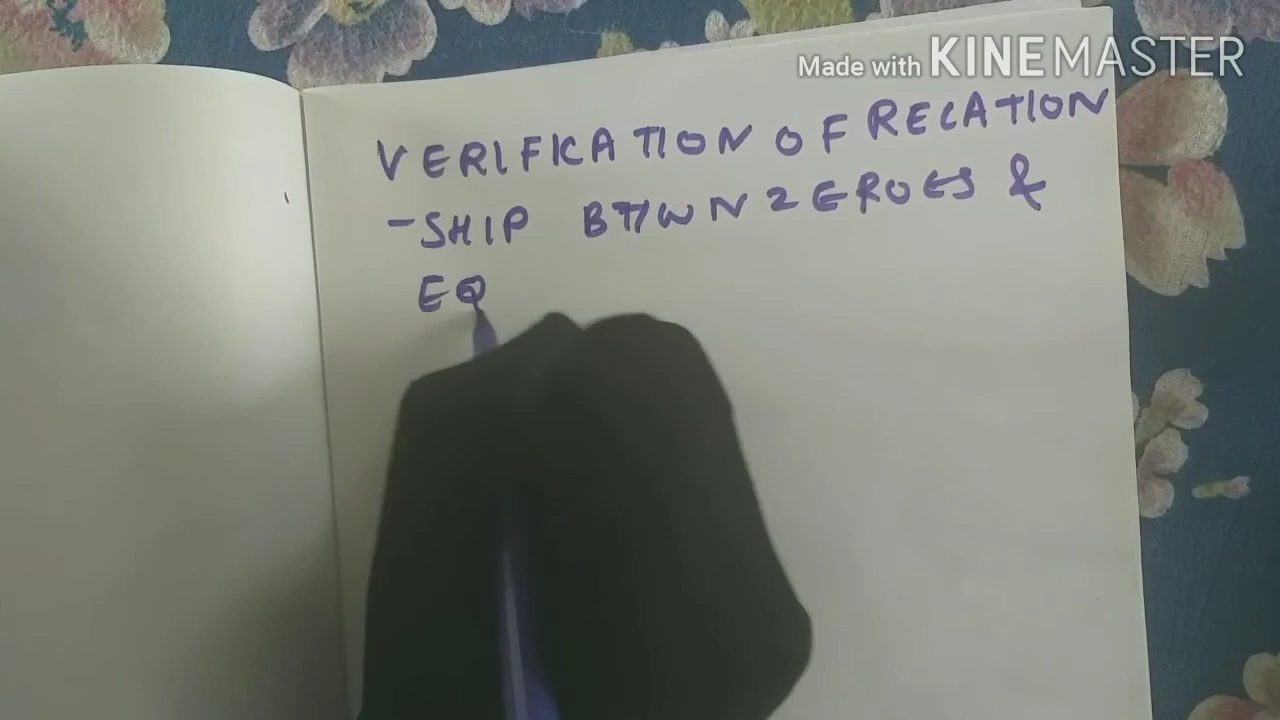 Made with KINEMASTER
VERIFICATION OF RELATION
-SHIP BTWN ZEROES &
EQ